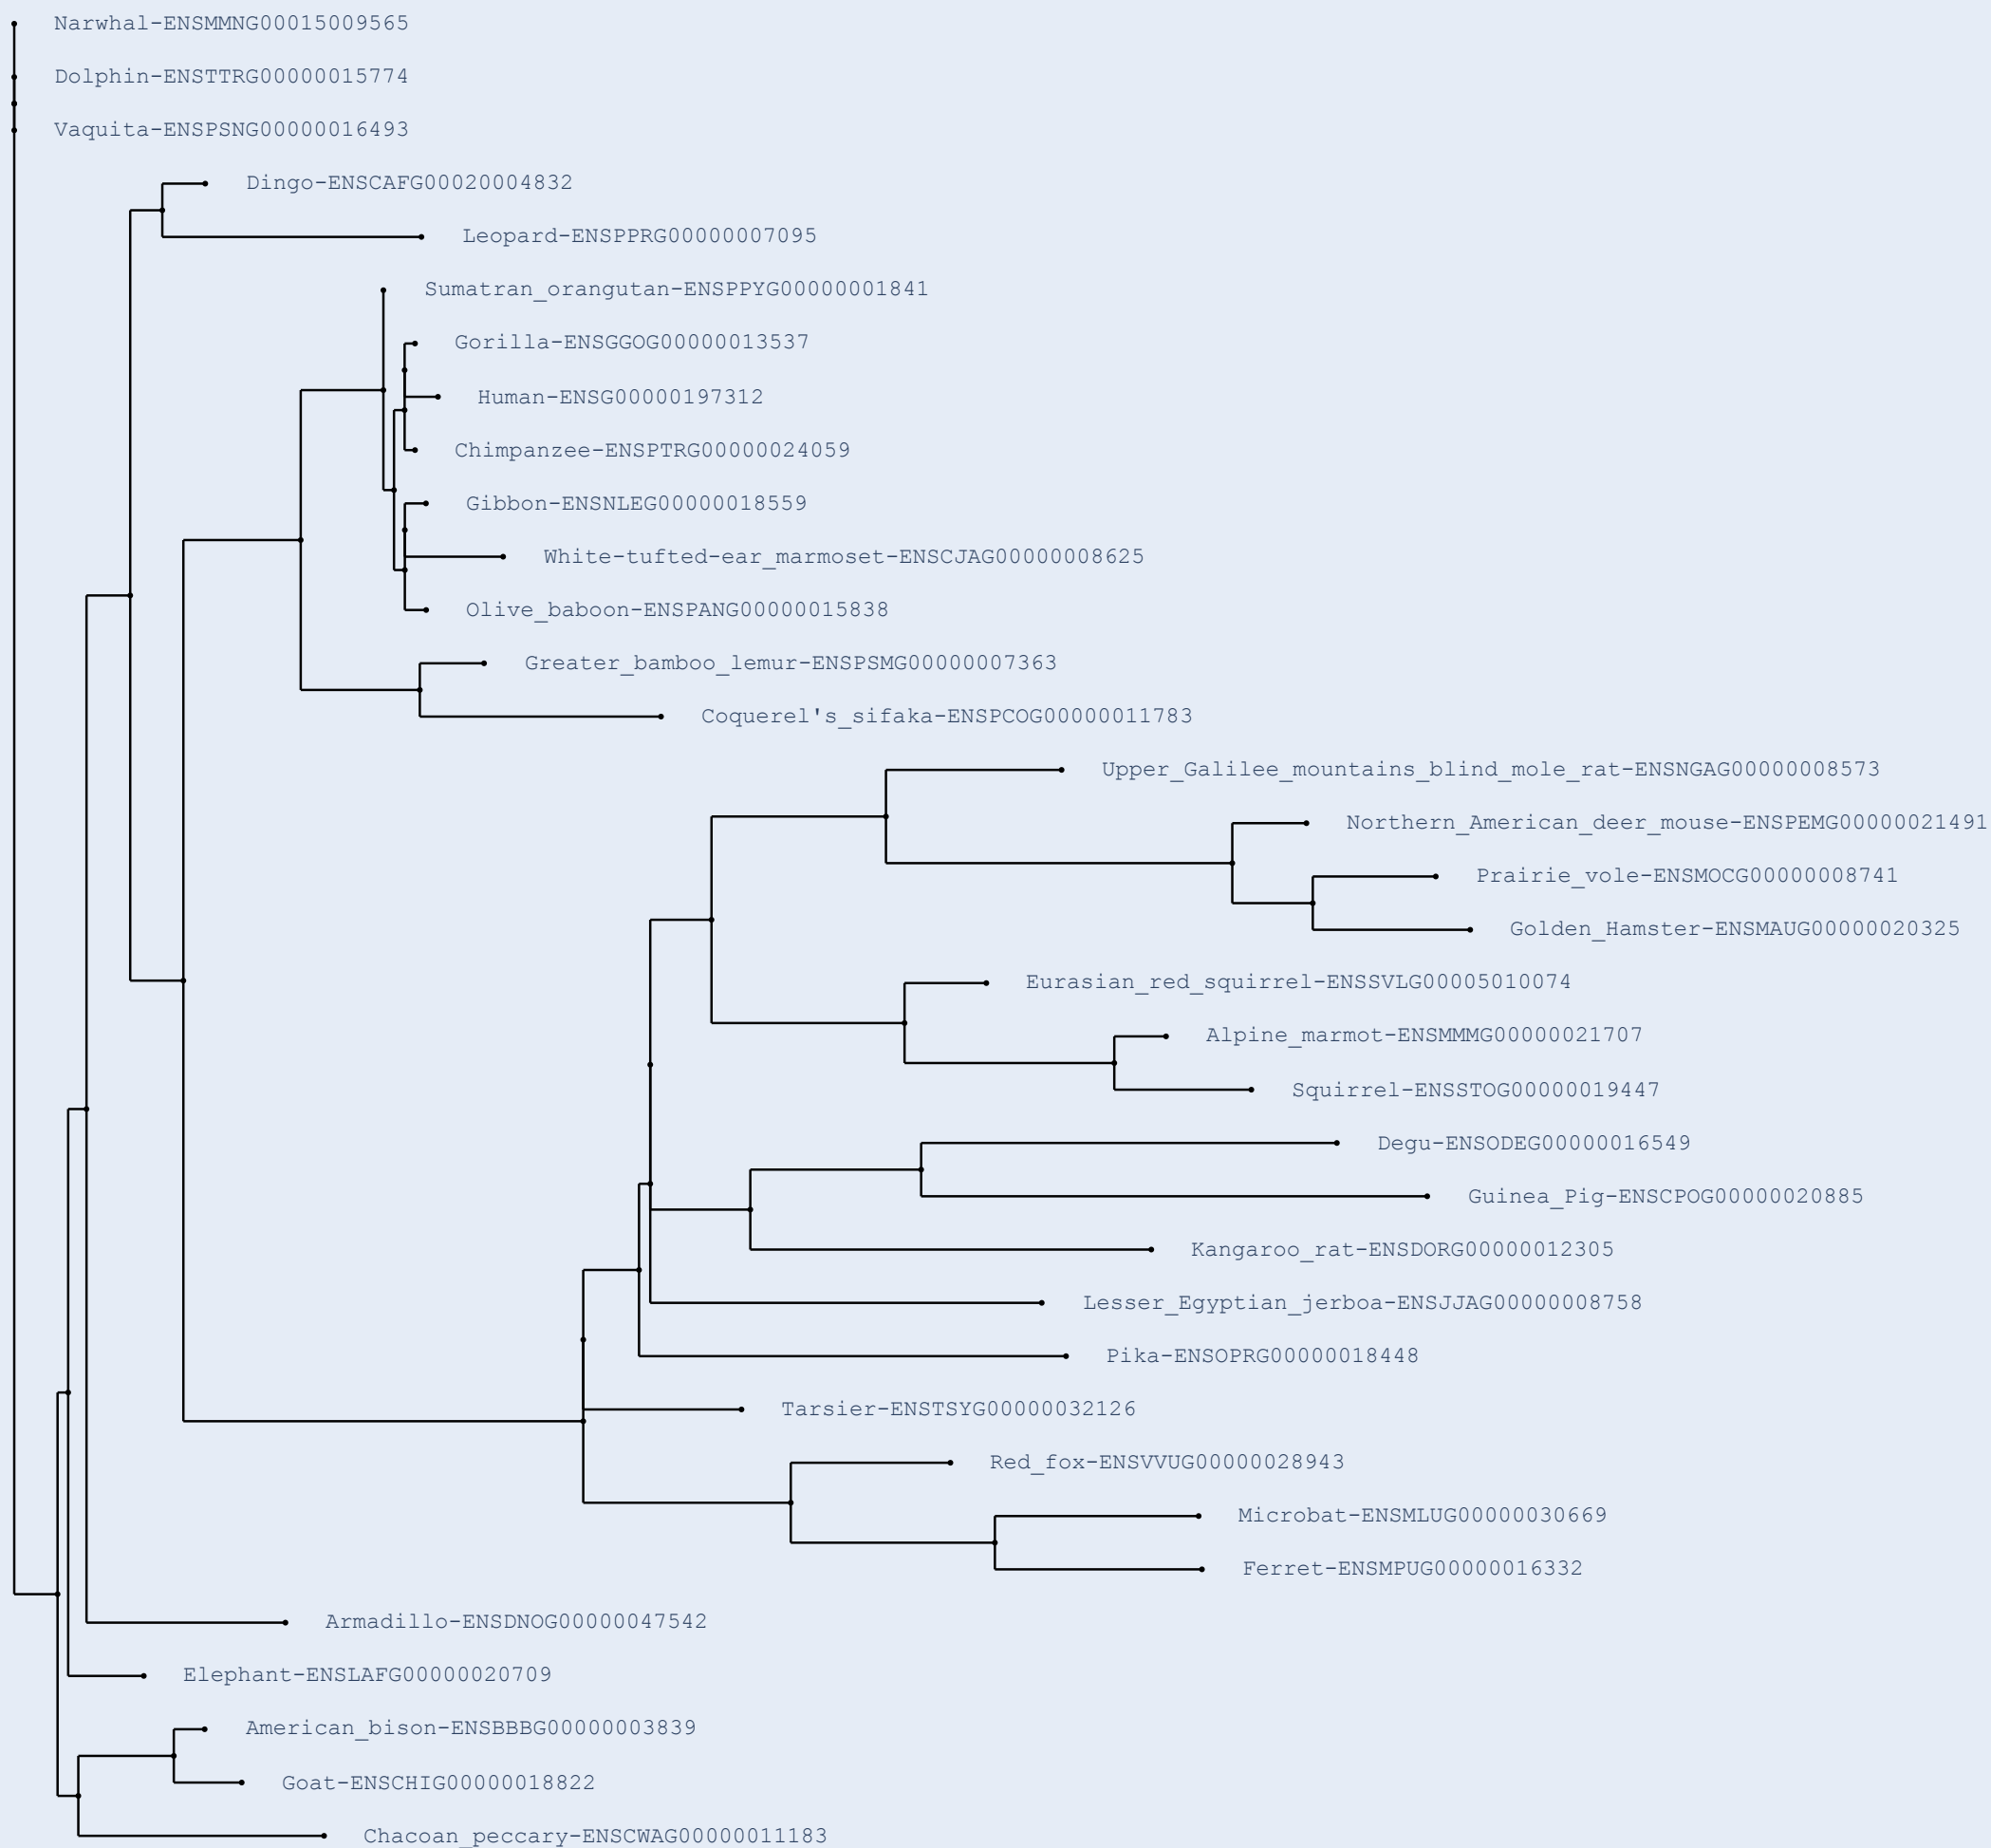 Narwhal-ENSMMNG00015009565
Dolphin-ENSTTRG00000015774
Vaquita-ENSPSNG00000016493
Dingo-ENSCAFG00020004832
Leopard-ENSPPRG00000007095
Sumatran_orangutan-ENSPPYG00000001841
Gorilla-ENSGGOG00000013537
Human-ENSG00000197312
Chimpanzee-ENSPTRG00000024059
Gibbon-ENSNLEG00000018559
White-tufted-ear_marmoset-ENSCJAG00000008625
Olive_baboon-ENSPANG00000015838
Greater_bamboo_lemur-ENSPSMG00000007363
Coquerel's_sifaka-ENSPCOG00000011783
Upper_Galilee_mountains_blind_mole_rat-ENSNGAG00000008573
Northern_American_deer_mouse-ENSPEMG00000021491
Prairie_vole-ENSMOCG00000008741
Golden_Hamster-ENSMAUG00000020325
Eurasian_red_squirrel-ENSSVLG00005010074
Alpine_marmot-ENSMMMG00000021707
Squirrel-ENSSTOG00000019447
Degu-ENSODEG00000016549
Guinea_Pig-ENSCPOG00000020885
Kangaroo_rat-ENSDORG00000012305
Lesser_Egyptian_jerboa-ENSJJAG00000008758
Pika-ENSOPRG00000018448
Tarsier-ENSTSYG00000032126
Red_fox-ENSVVUG00000028943
Microbat-ENSMLUG00000030669
Ferret-ENSMPUG00000016332
Armadillo-ENSDNOG00000047542
Elephant-ENSLAFG00000020709
American_bison-ENSBBBG00000003839
Goat-ENSCHIG00000018822
Chacoan_peccary-ENSCWAG00000011183